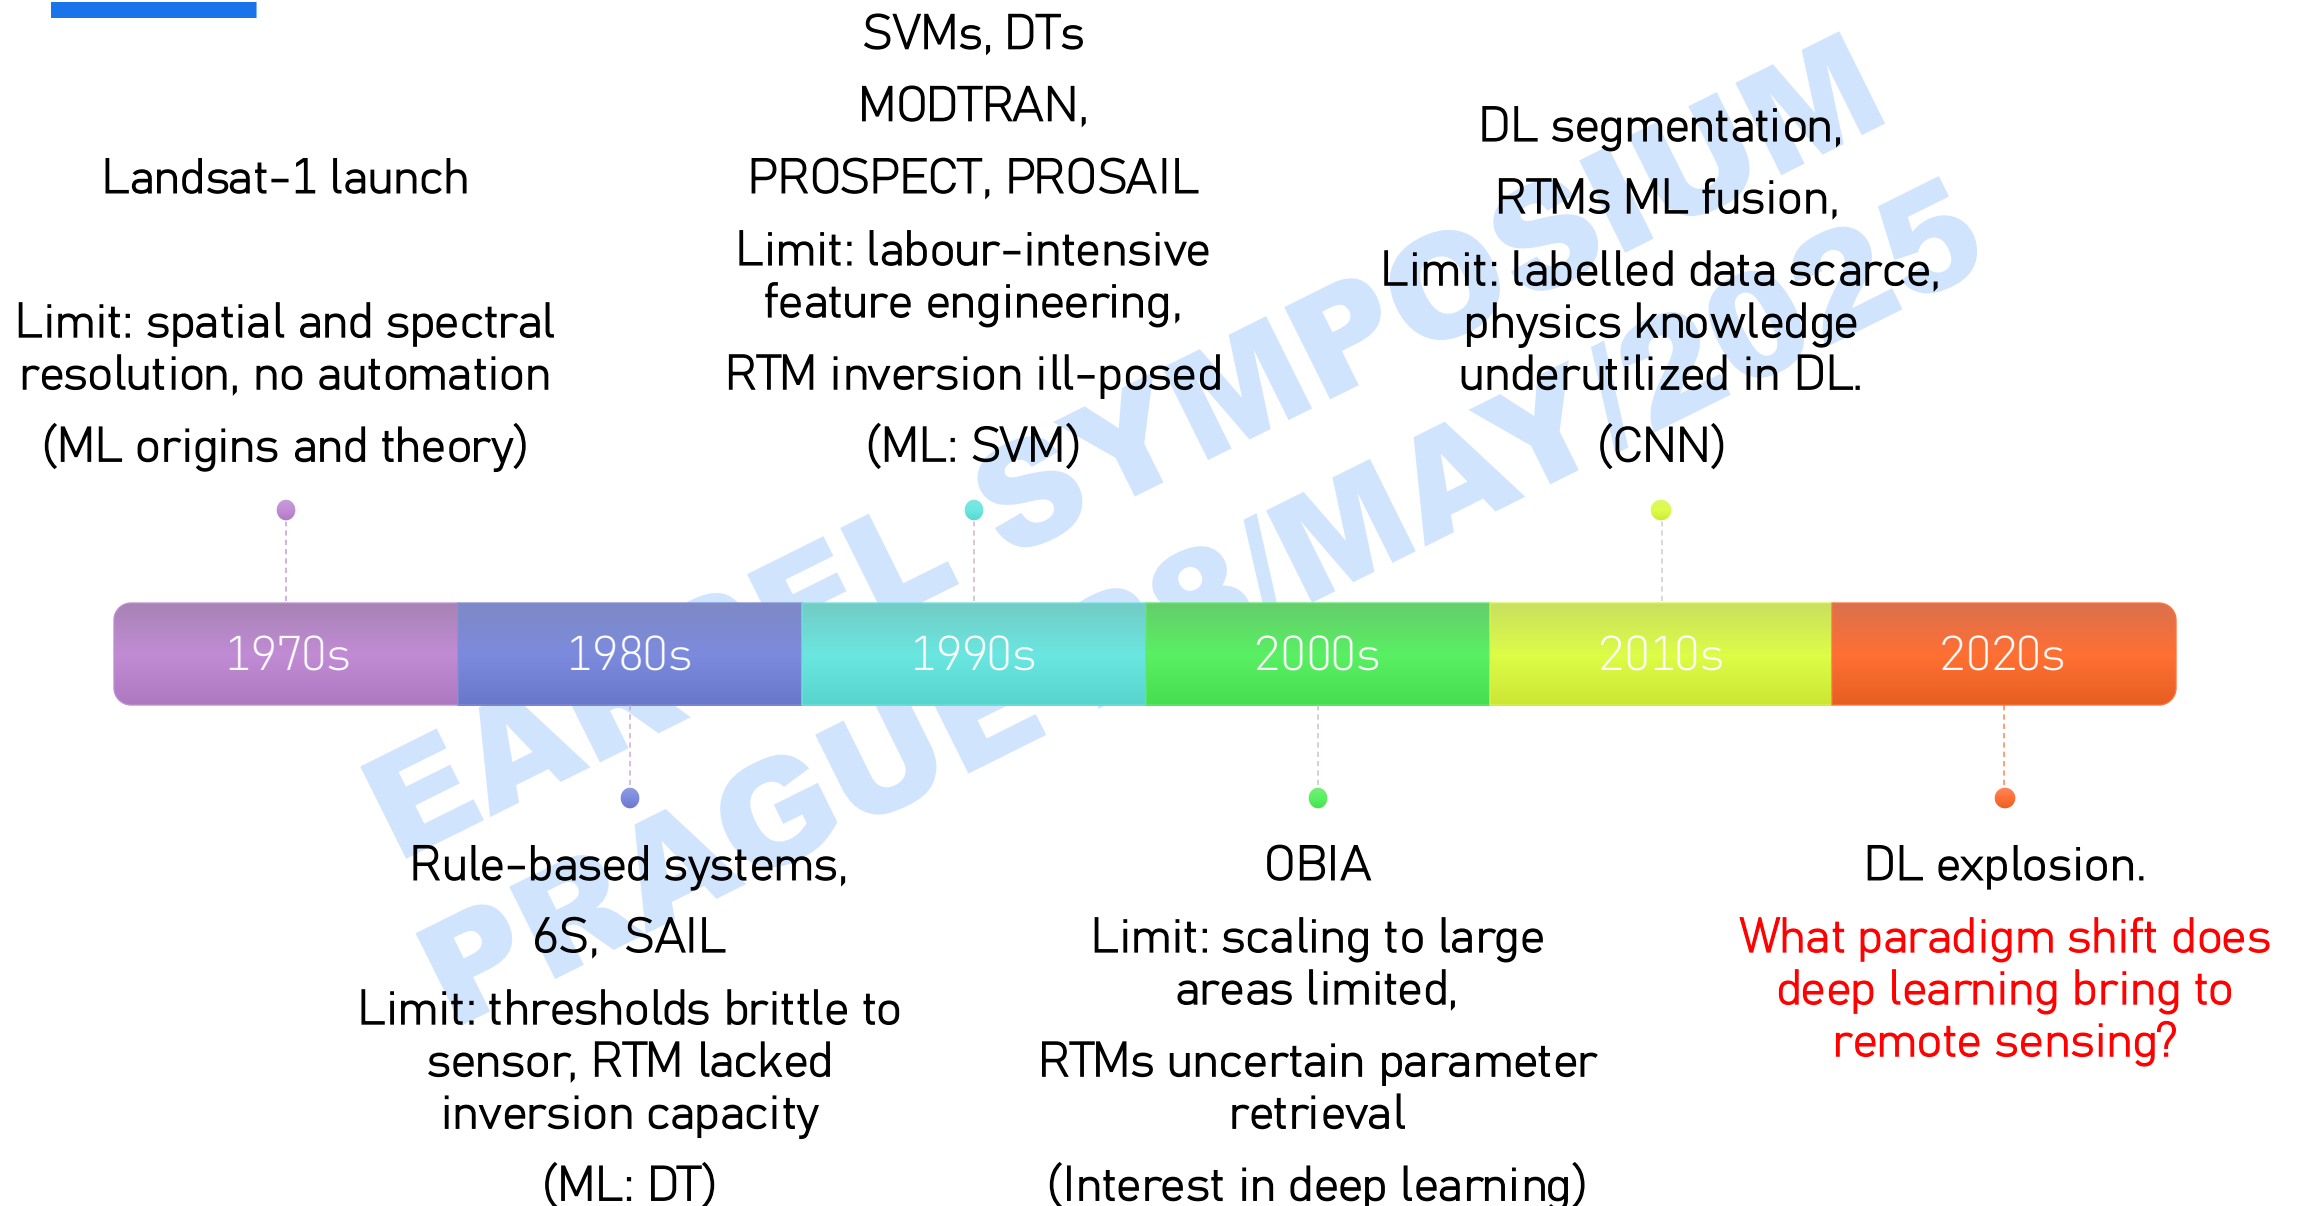 SVMs, DTs
MODTRAN,
PROSPECT, PROSAIL
Limit: labour-intensive
feature engineering,
RTM inversion ill-posed
(ML: SVM)
Landsat-1 launch
Limit: spatial and spectral
resolution, no automation
(ML origins and theory)
DL segmentation,
RTMs ML fusion,
Limit: labelled data scarce,
physics knowledge
underutilized in DL.
(CNN)
1970s
1980s
1990s
2000s
2010s
2020s
Rule-based systems,
6S, SAIL
Limit: thresholds brittle to
sensor, RTM lacked
inversion capacity
(ML: DT)
OBIA
Limit: scaling to large
areas limited,
RTMs uncertain parameter
retrieval
(Interest in deep learning)
DL explosion.
What paradigm shift does
deep learning bring to
remote sensing?
SYMPOSIUM
PRAGUE